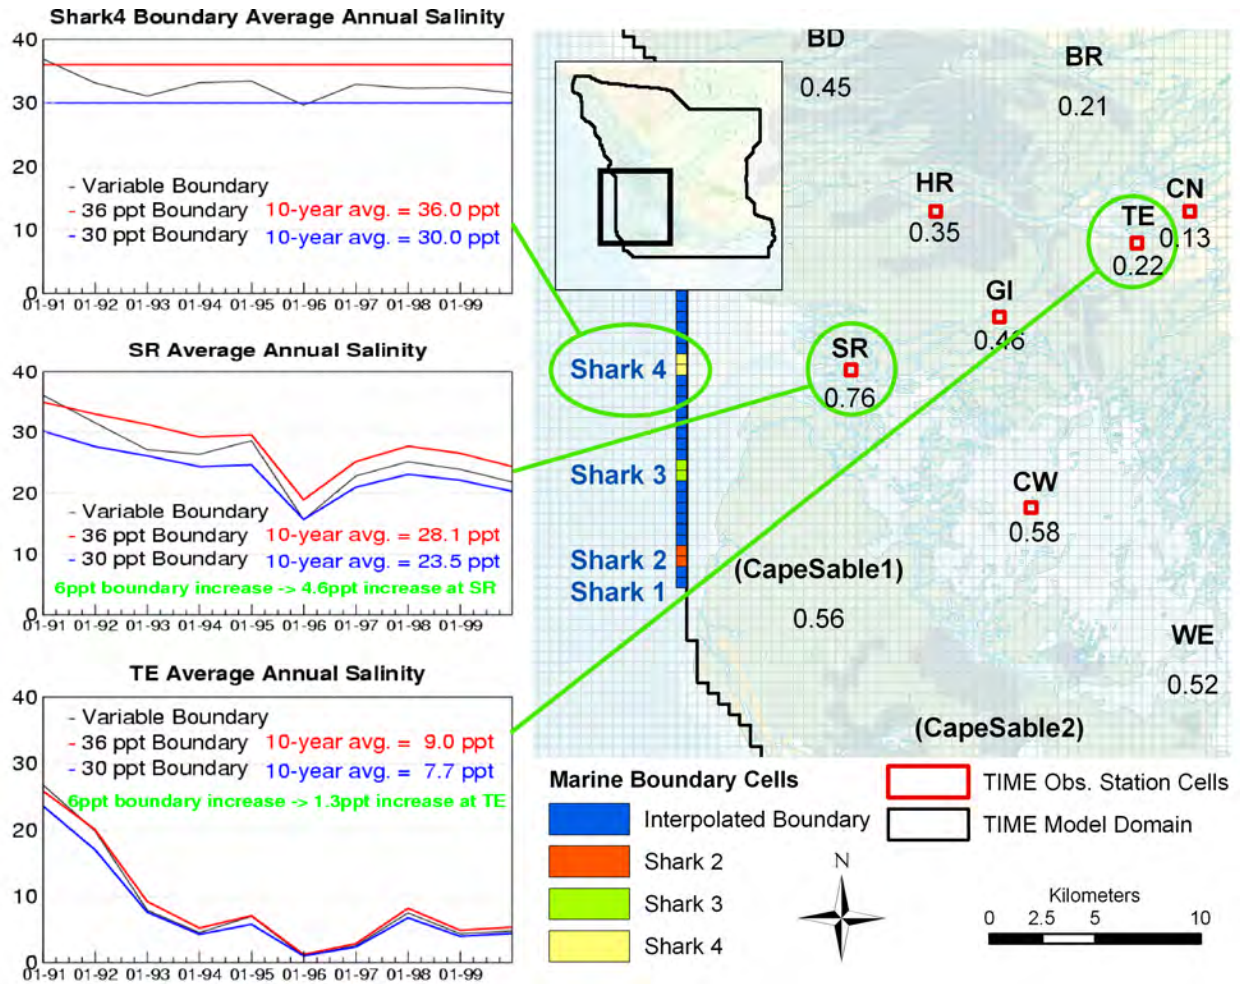 Shark4 Boundary Average Annual Salinity
40
30
20
10
0
- Variable Boundary
- 36 ppt Boundary 10-year avg. = 36.0 ppt
- 30 ppt Boundary 10-year avg. = 30.0 ppt
01-91 01-92 01-93 01-94 01-95 01-96 01-97 01-98 01-99
SR Average Annual Salinity
40
30
20
10
0
- Variable Boundary
- 36 ppt Boundary 10-year avg. = 28.1 ppt
- 30 ppt Boundary 10-year avg. = 23.5 ppt
6ppt boundary increase -> 4.6ppt increase at SR
01-91 01-92 01-93 01-94 01-95 01-96 01-97 01-98 01-99
TE Average Annual Salinity
40
30
20
10
0
- Variable Boundary
- 36 ppt Boundary 10-year avg. = 9.0 ppt
- 30 ppt Boundary 10-year avg. = 7.7 ppt
6ppt boundary increase -> 1.3ppt increase at TE
01-91 01-92 01-93 01-94 01-95 01-96 01-97 01-98 01-99
BD
0.45
BR
0.21
HR
0.35
CN
0.13
TE
0.22
GI
0.46
SR
0.76
Shark 4
Shark 3
CW
0.58
Shark 2
Shark 1
(CapeSable1)
0.56
WE
0.52
(CapeSable2)
Marine Boundary Cells
Interpolated Boundary
Shark 2
Shark 3
Shark 4
TIME Obs. Station Cells
TIME Model Domain
N
Kilometers
0 2.5 5 10